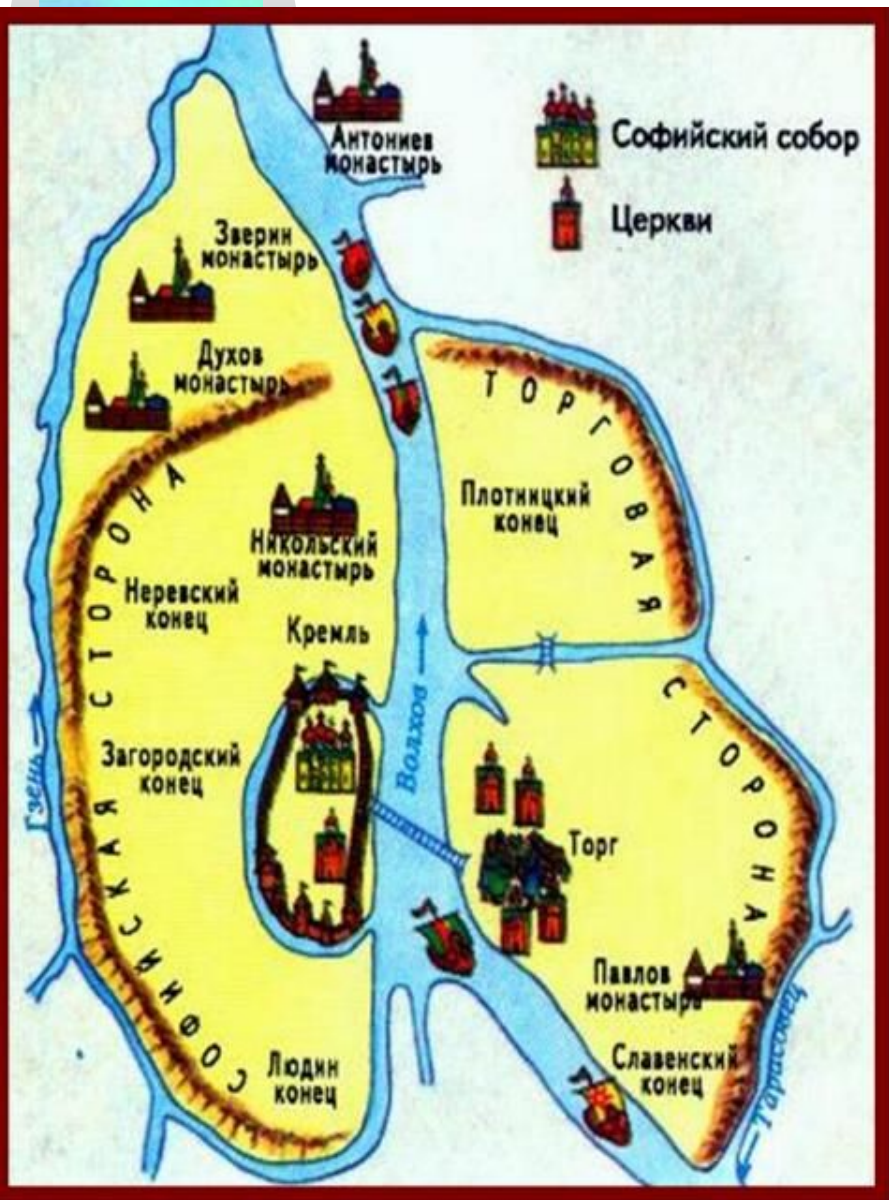 Антониев
монастырь
Софийский собор
Церкви
Зверин
монастырь
Духов
монастырь
ТОРГОВАЯ
СТОРОНА
Плотницкий
конец
Никольский
монастырь
Неревский
конец
Кремль
Волхов
Загородский
конец
Гзень
СОФИЙСКАЯ СТОРОНА
Торг
Павлов
монастырь
Славенский
конец
Людин
конец
Тарасовец